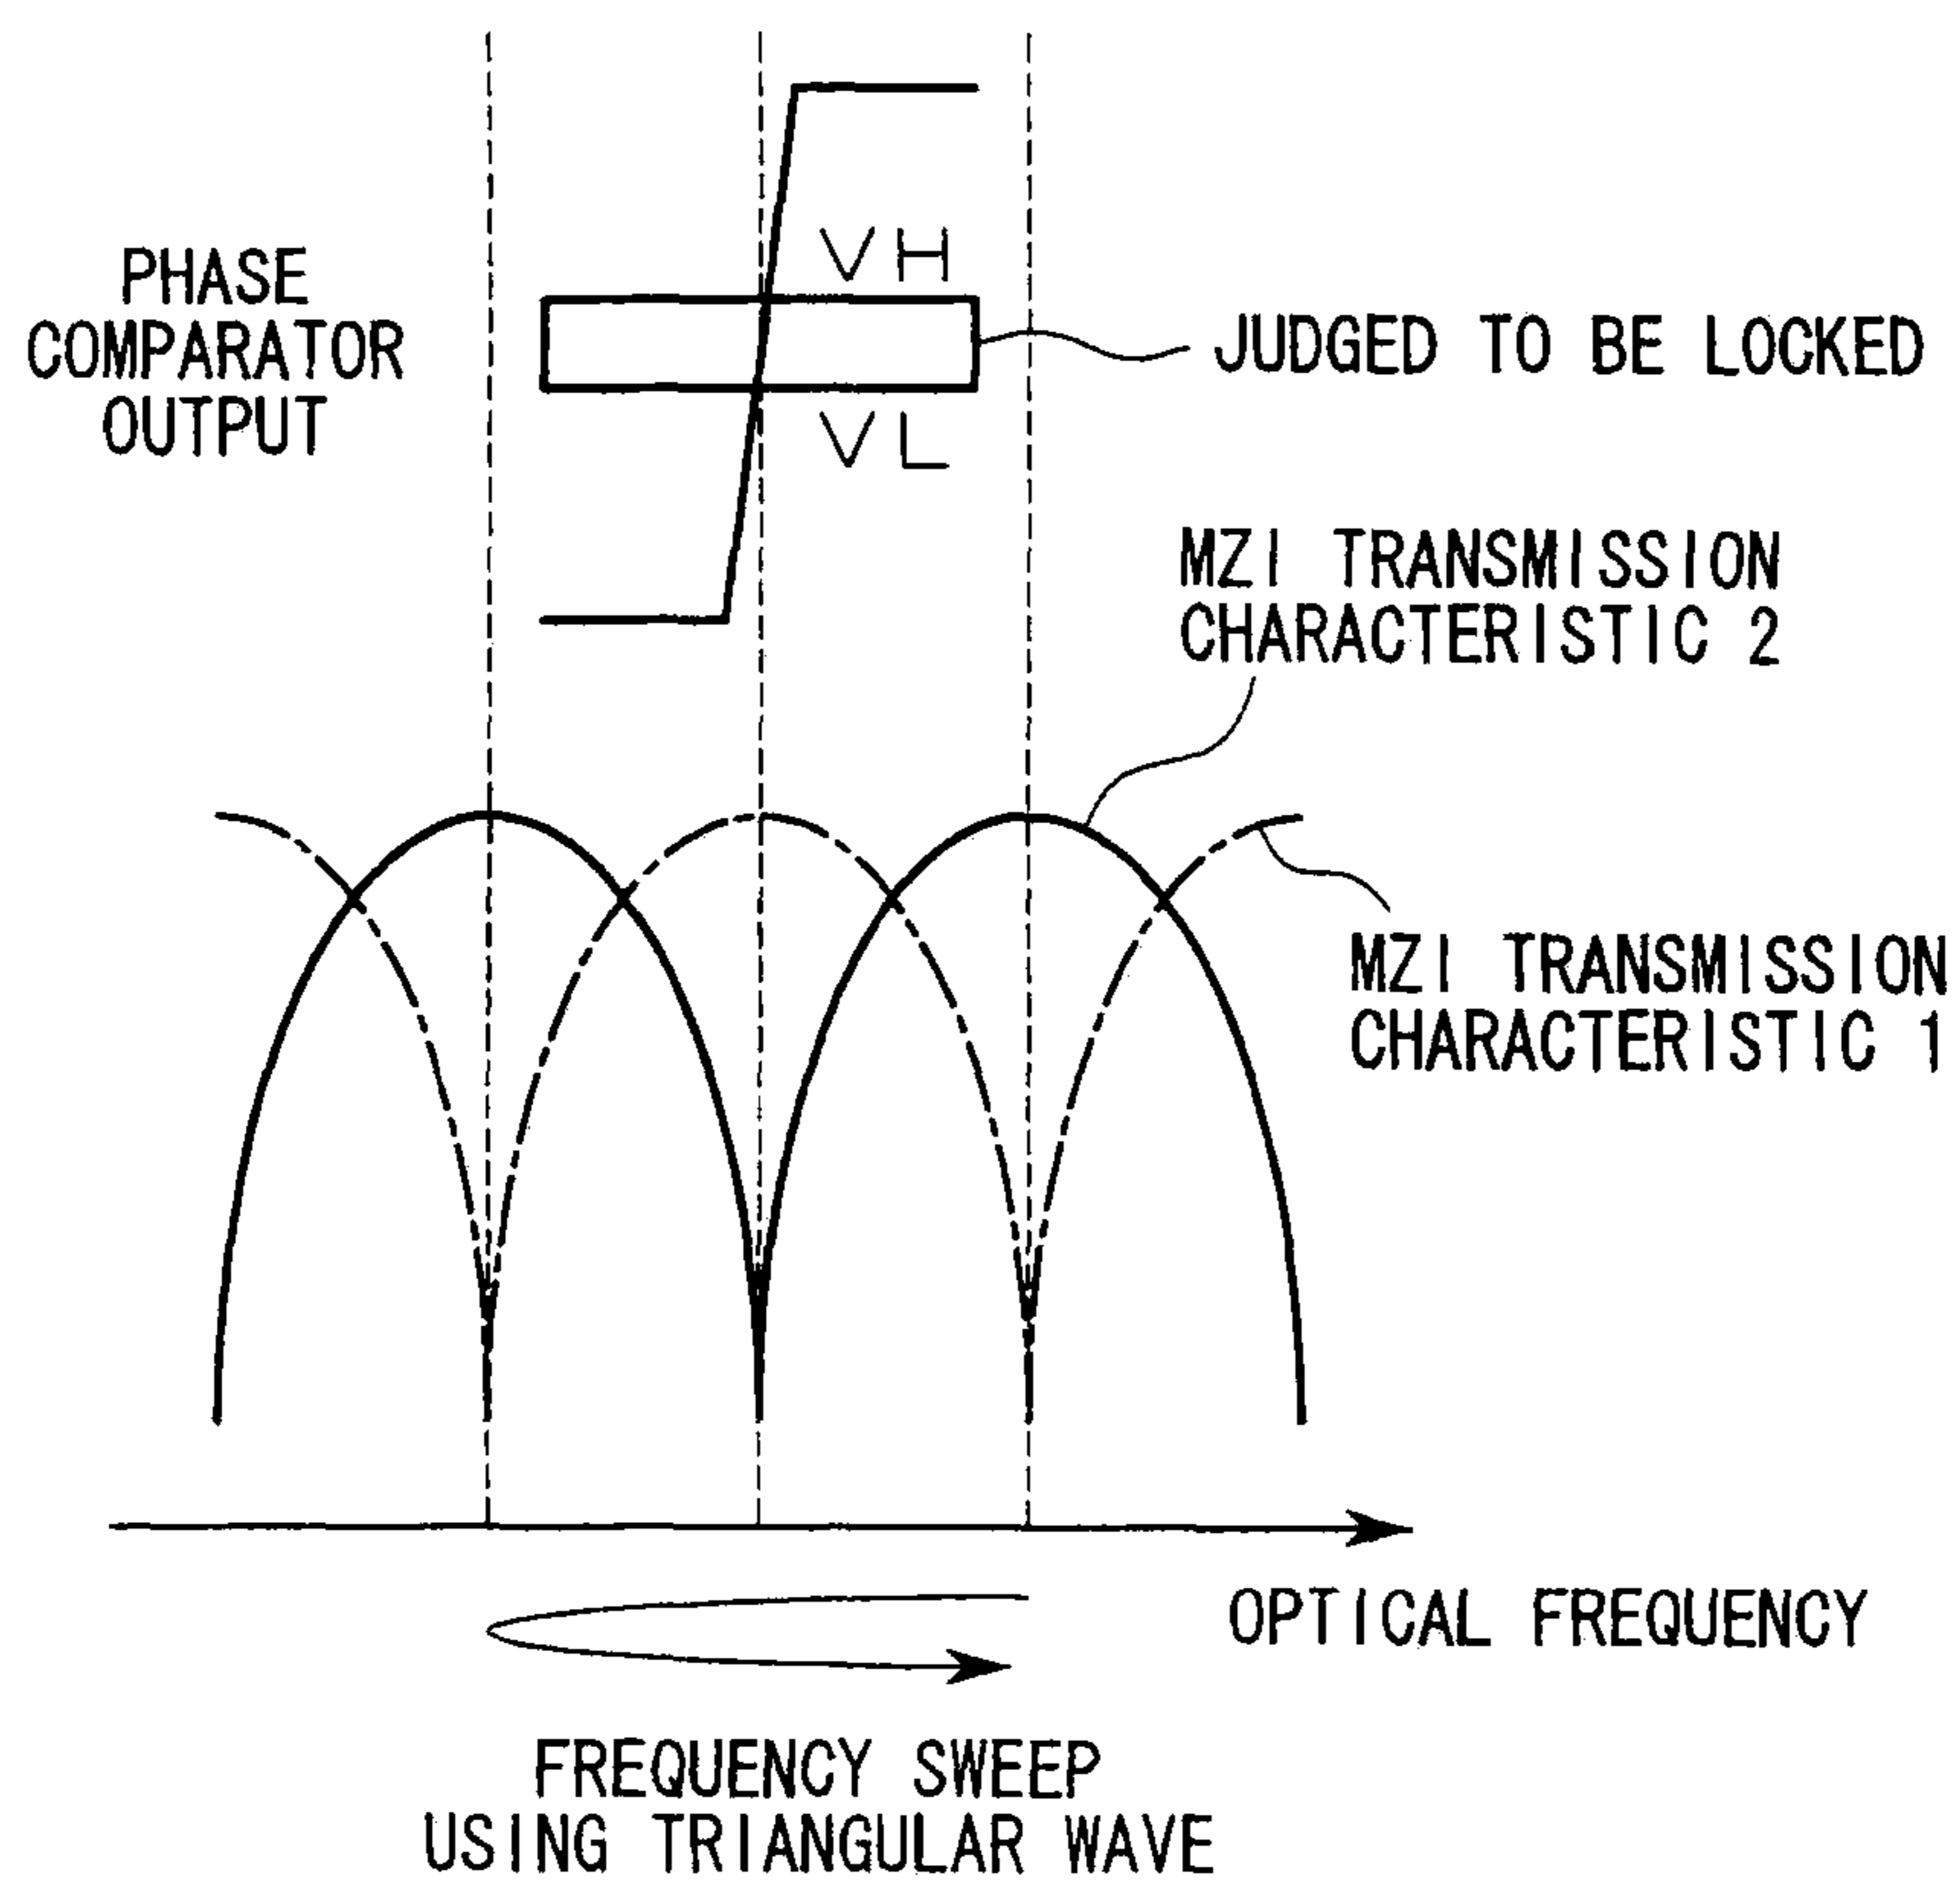 PHASE
COMPARATOR
OUTPUT
VH
VL
JUDGED TO BE LOCKED
MZI TRANSMISSION
CHARACTERISTIC 2
MZI TRANSMISSION
CHARACTERISTIC 1
OPTICAL FREQUENCY
FREQUENCY SWEEP
USING TRIANGULAR WAVE